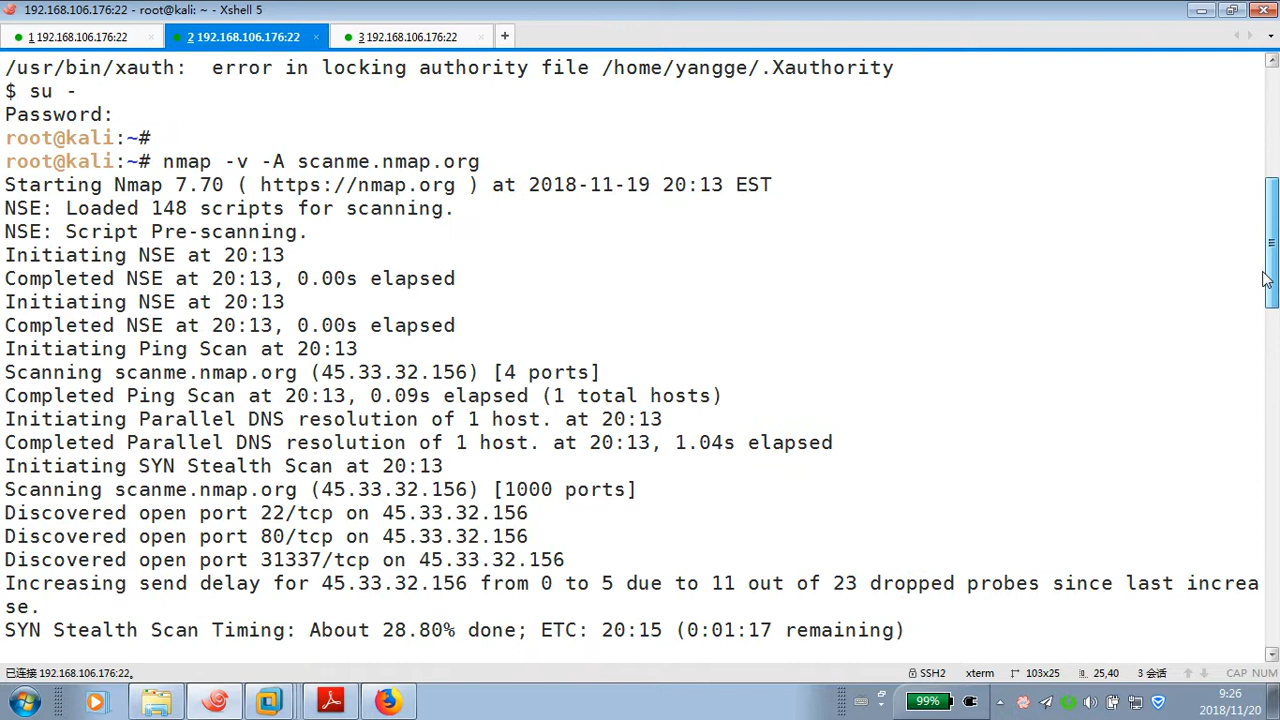 192.168.106.176:22 - root@kali: ~ - Xshell 5
1 192.168.106.176:22 × 2 192.168.106.176:22 × 3 192.168.106.176:22 × +
/usr/bin/xauth:  error in locking authority file /home/yangge/.Xauthority
$ su -
Password:
root@kali:~#
root@kali:~# nmap -v -A scanme.nmap.org
Starting Nmap 7.70 ( https://nmap.org ) at 2018-11-19 20:13 EST
NSE: Loaded 148 scripts for scanning.
NSE: Script Pre-scanning.
Initiating NSE at 20:13
Completed NSE at 20:13, 0.00s elapsed
Initiating NSE at 20:13
Completed NSE at 20:13, 0.00s elapsed
Initiating Ping Scan at 20:13
Scanning scanme.nmap.org (45.33.32.156) [4 ports]
Completed Ping Scan at 20:13, 0.09s elapsed (1 total hosts)
Initiating Parallel DNS resolution of 1 host. at 20:13
Completed Parallel DNS resolution of 1 host. at 20:13, 1.04s elapsed
Initiating SYN Stealth Scan at 20:13
Scanning scanme.nmap.org (45.33.32.156) [1000 ports]
Discovered open port 22/tcp on 45.33.32.156
Discovered open port 80/tcp on 45.33.32.156
Discovered open port 31337/tcp on 45.33.32.156
Increasing send delay for 45.33.32.156 from 0 to 5 due to 11 out of 23 dropped probes since last increa
se.
SYN Stealth Scan Timing: About 28.80% done; ETC: 20:15 (0:01:17 remaining)
已连接 192.168.106.176:22。 SSH2 xterm 103x25 25,40 3 会话 CAP NUM
99% 9:26
2018/11/20